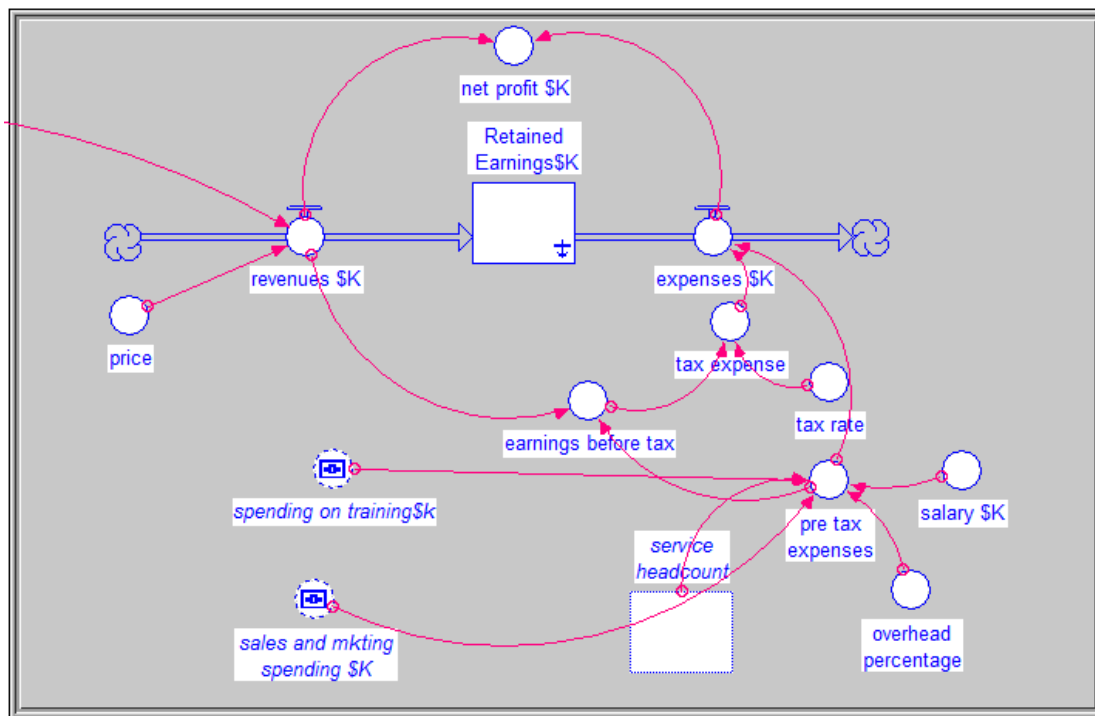 net profit $K
Retained
Earnings$K
revenues $K
expenses $K
price
tax expense
tax rate
earnings before tax
spending on training$k
pre tax
expenses
salary $K
service
headcount
sales and mkting
spending $K
overhead
percentage